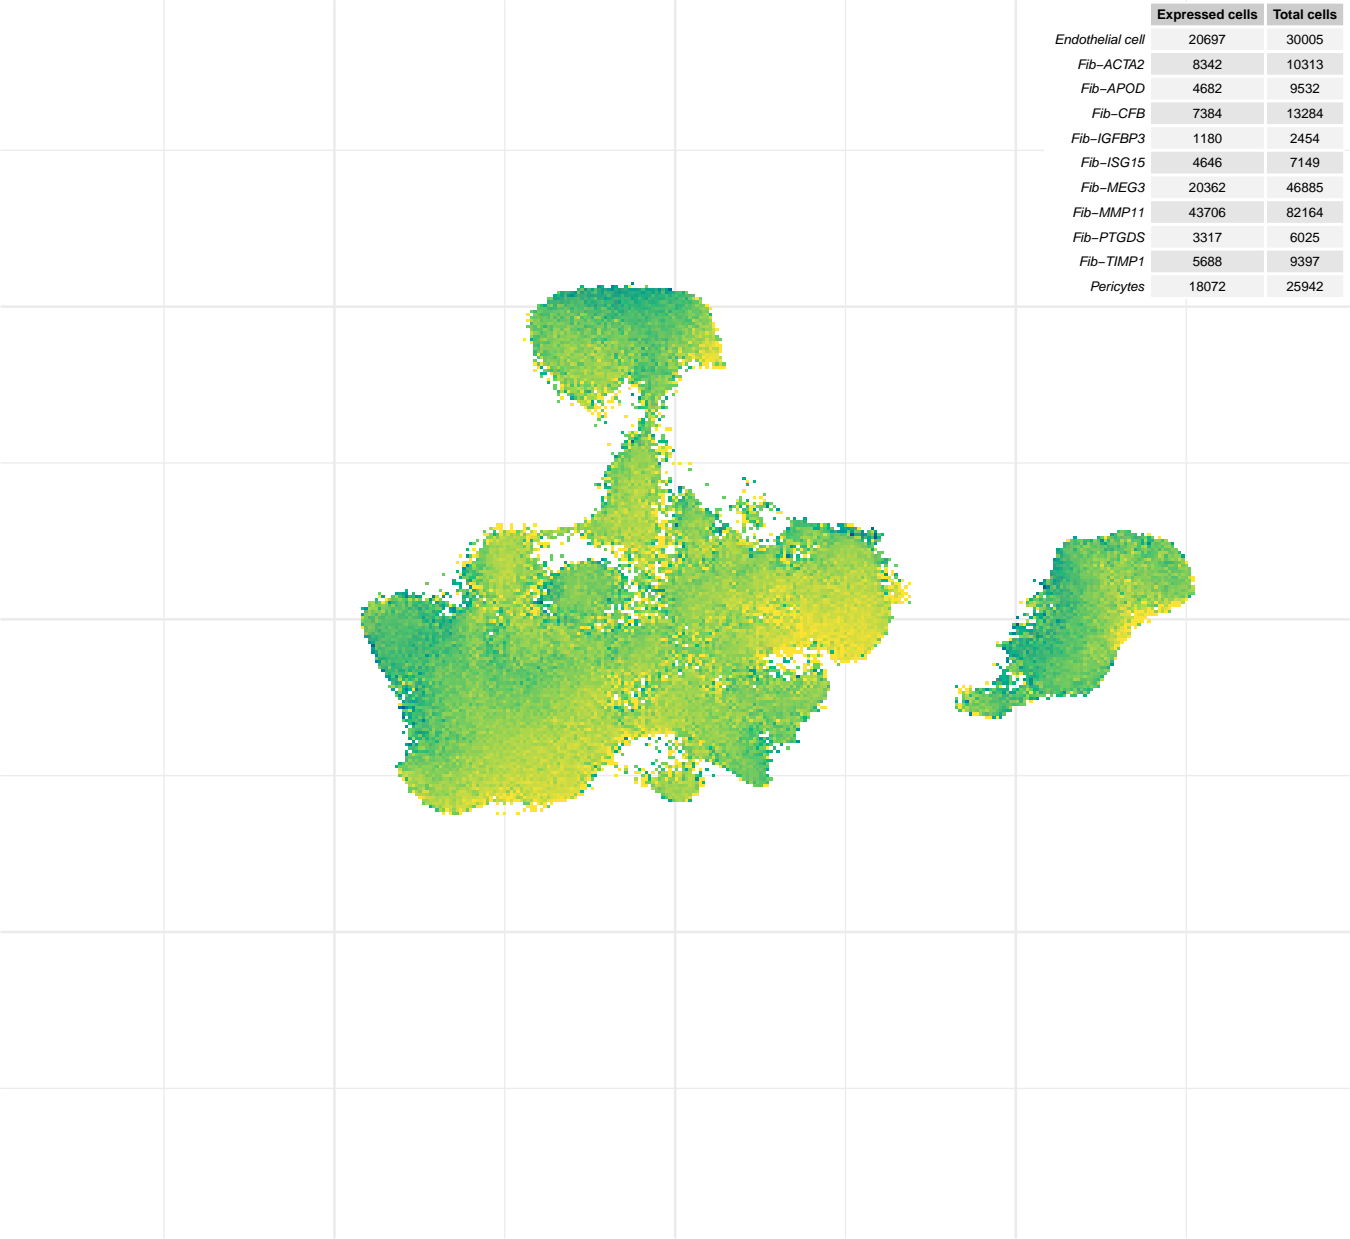 Expressed cells Total cells
Endothelial cell 20697 30005
Fib−ACTA2 8342 10313
Fib−APOD 4682 9532
Fib−CFB 7384 13284
Fib−IGFBP3 1180 2454
Fib−ISG15 4646 7149
Fib−MEG3 20362 46885
Fib−MMP11 43706 82164
Fib−PTGDS 3317 6025
Fib−TIMP1 5688 9397
Pericytes 18072 25942